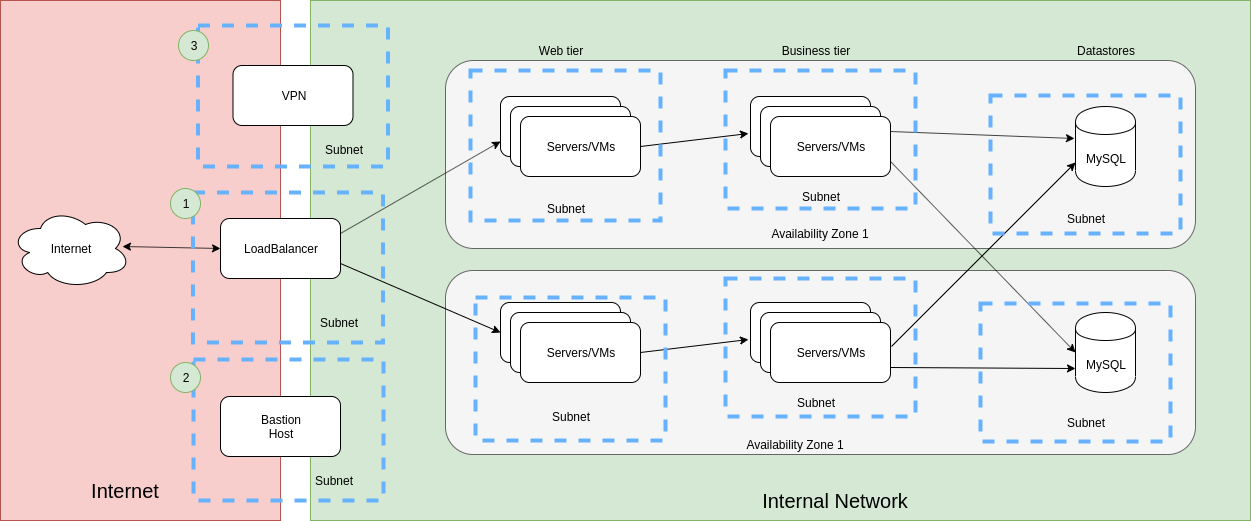 3
VPN
Subnet
1
Internet
LoadBalancer
Subnet
2
Bastion
Host
Subnet
Internet
Web tier
Business tier
Datastores
Servers/VMs
Subnet
Servers/VMs
Subnet
MySQL
Subnet
Availability Zone 1
Servers/VMs
Subnet
Servers/VMs
Subnet
MySQL
Subnet
Availability Zone 1
Internal Network